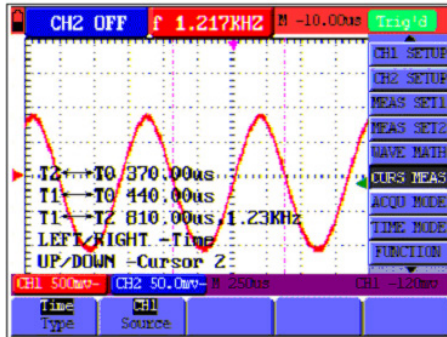 CH2 OFF f 1.217KHZ M -10.00us Trig'd
CH1 SETUP
CH2 SETUP
MEAS SET1
MEAS SET2
WAVE MATH
CURS MEAS
ACQU MODE
TIME MODE
FUNCTION
T2←→T0 370.00us
T1←→T0 440.00us
T1←→T2 810.00us,1.23KHz
LEFT/RIGHT -Time
UP/DOWN -Cursor 2
CH1 500mv~ CH2 50.0mv~ M 250us CH1 -120mv
Time CH1
Type Source